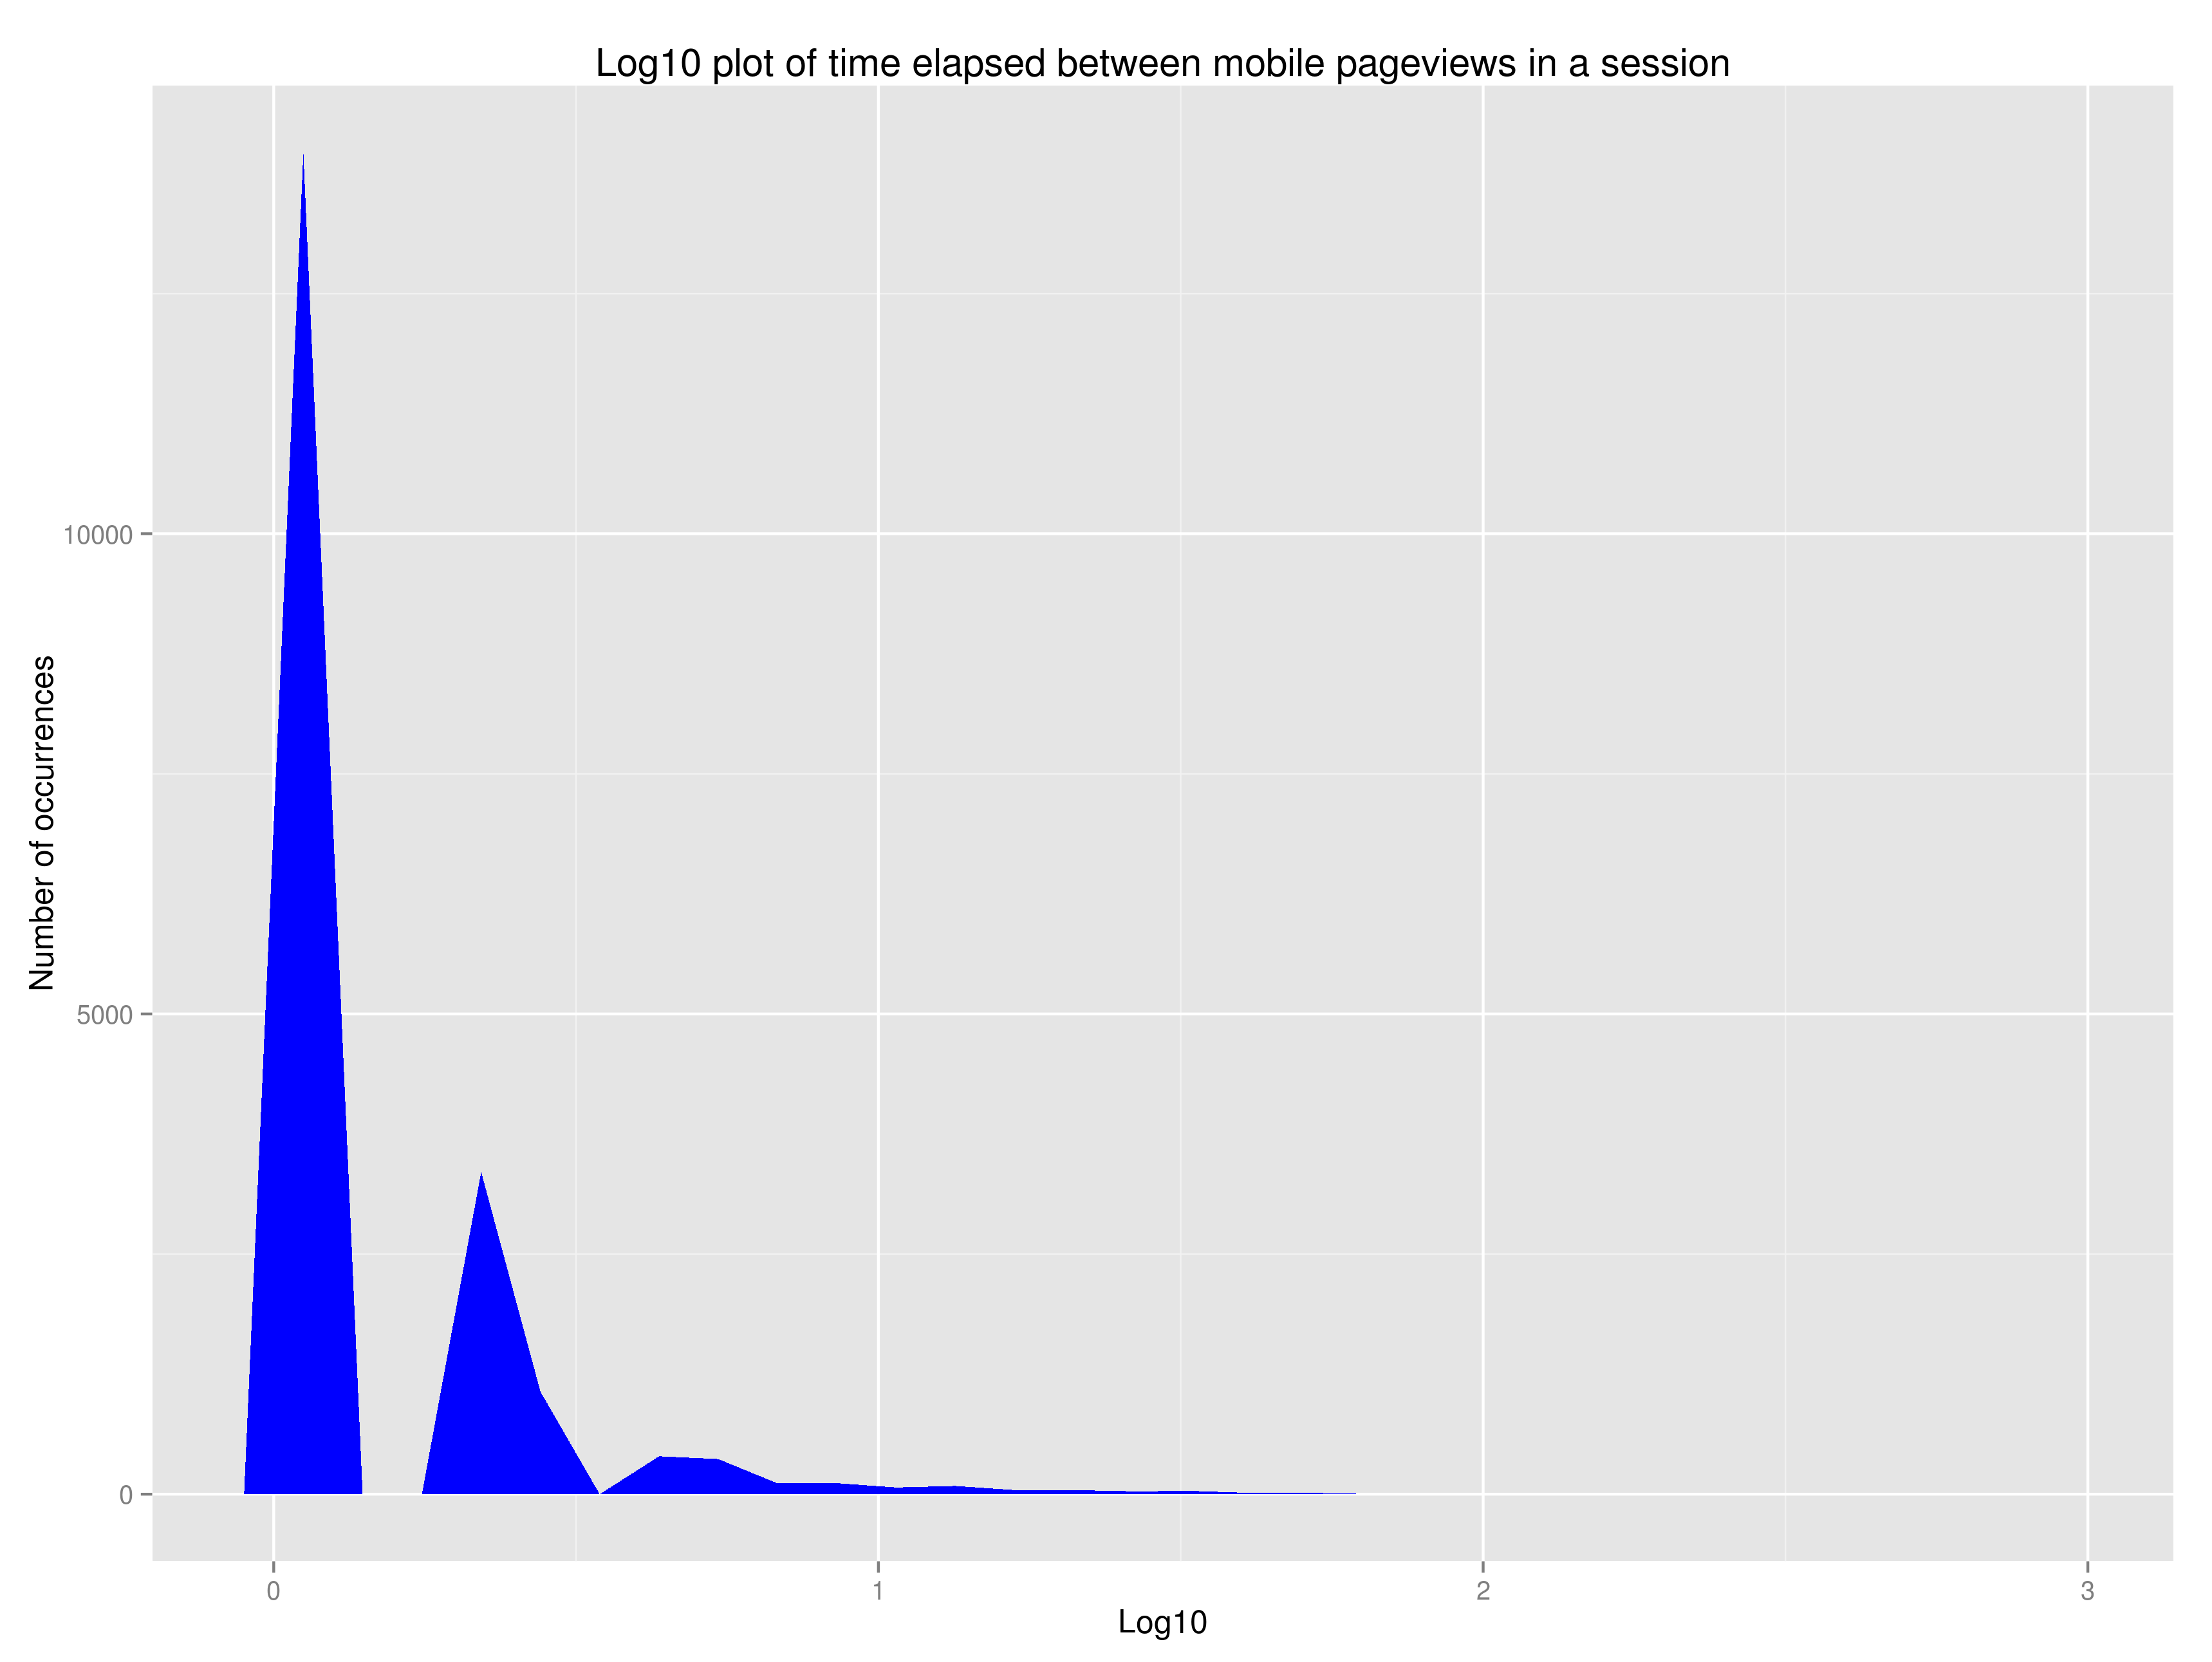 Log10 plot of time elapsed between mobile pageviews in a session
Number of occurrences
10000
5000
0
0 1 2 3
Log10